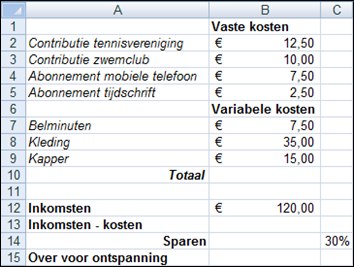 A B C
1 Vaste kosten
2 Contributie tennisvereniging € 12,50
3 Contributie zwemclub € 10,00
4 Abonnement mobiele telefoon € 7,50
5 Abonnement tijdschrift € 2,50
6 Variabele kosten
7 Belminuten € 7,50
8 Kleding € 35,00
9 Kapper € 15,00
10 Totaal
11
12 Inkomsten € 120,00
13 Inkomsten - kosten
14 Sparen 30%
15 Over voor ontspanning